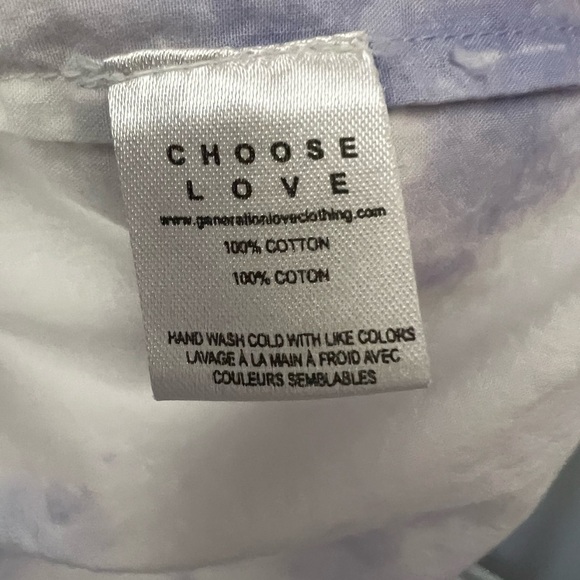 CHOOSE
LOVE
www.generationloveclothing.com
100% COTTON
100% COTON
HAND WASH COLD WITH LIKE COLORS
LAVAGE À LA MAIN À FROID AVEC
COULEURS SEMBLABLES